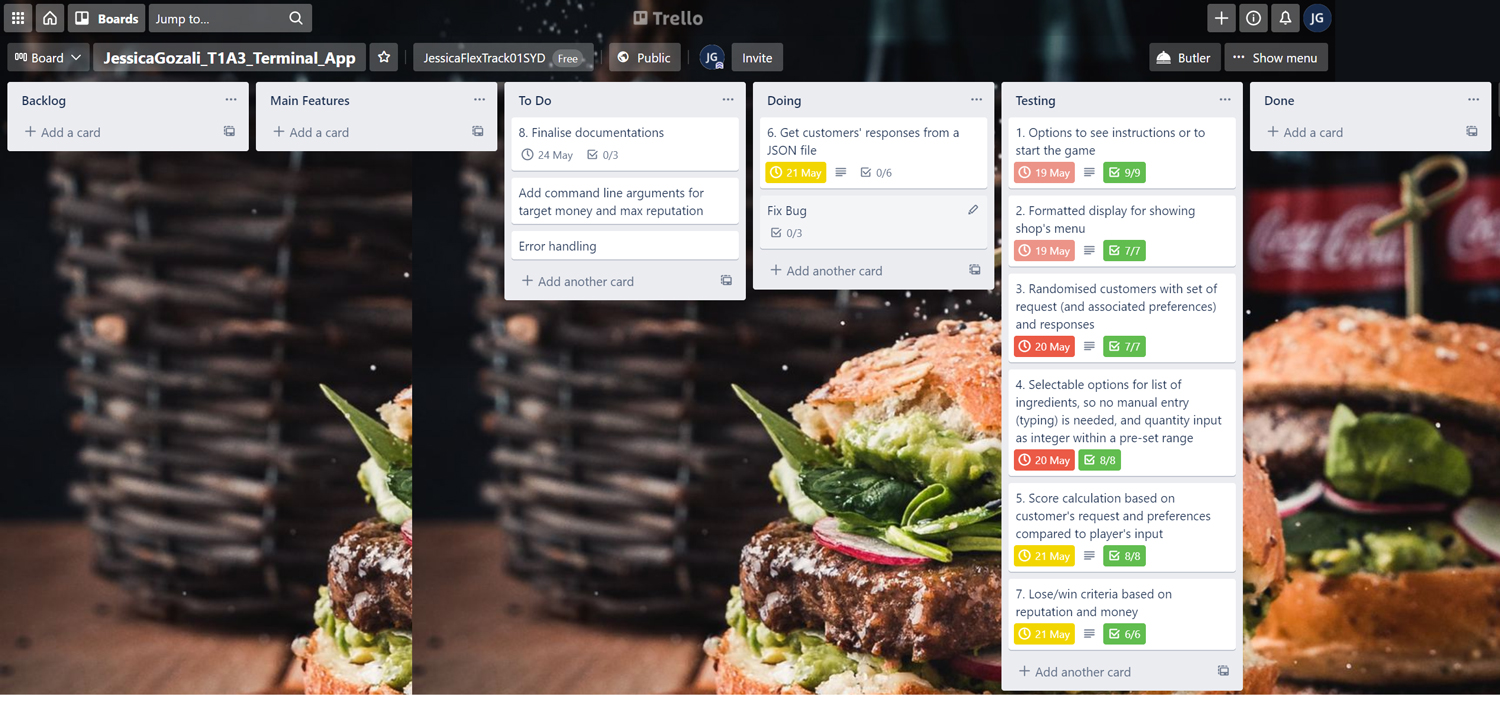 Boards
Jump to...
Trello
JG
Board
JessicaGozali_T1A3_Terminal_App
JessicaFlexTrack01SYD Free
Public
JG
Invite
Butler
Show menu
Backlog
Add a card
Main Features
Add a card
To Do
8. Finalise documentations
24 May 0/3
Add command line arguments for
target money and max reputation
Error handling
Add another card
Doing
6. Get customers' responses from a
JSON file
21 May 0/6
Fix Bug
0/3
Add another card
Testing
1. Options to see instructions or to
start the game
19 May 9/9
2. Formatted display for showing
shop's menu
19 May 7/7
3. Randomised customers with set of
request (and associated preferences)
and responses
20 May 7/7
4. Selectable options for list of
ingredients, so no manual entry
(typing) is needed, and quantity input
as integer within a pre-set range
20 May 8/8
5. Score calculation based on
customer's request and preferences
compared to player's input
21 May 8/8
7. Lose/win criteria based on
reputation and money
21 May 6/6
Add another card
Done
Add a card
Coca-Cola